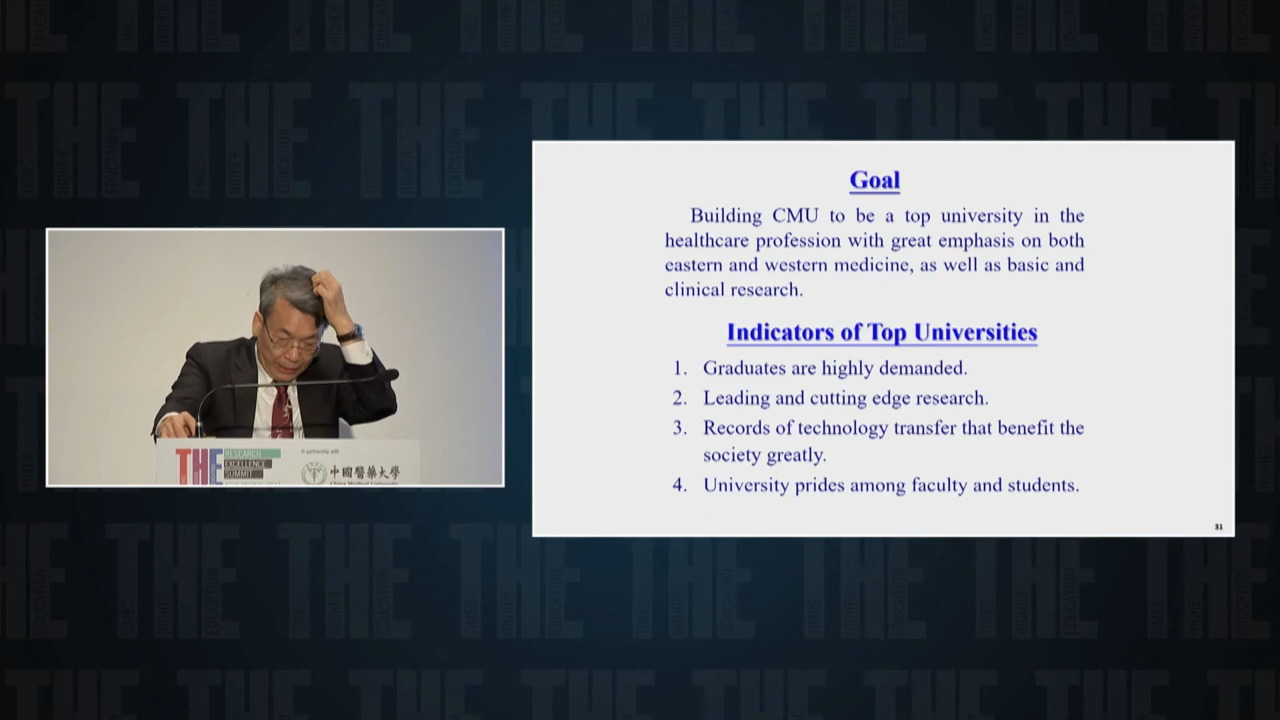 THE
RESEARCH
EXCELLENCE
SUMMIT
In partnership with
中國醫藥大學
China Medical University
Goal
Building CMU to be a top university in the
healthcare profession with great emphasis on both
eastern and western medicine, as well as basic and
clinical research.
Indicators of Top Universities
1. Graduates are highly demanded.
2. Leading and cutting edge research.
3. Records of technology transfer that benefit the
society greatly.
4. University prides among faculty and students.
31